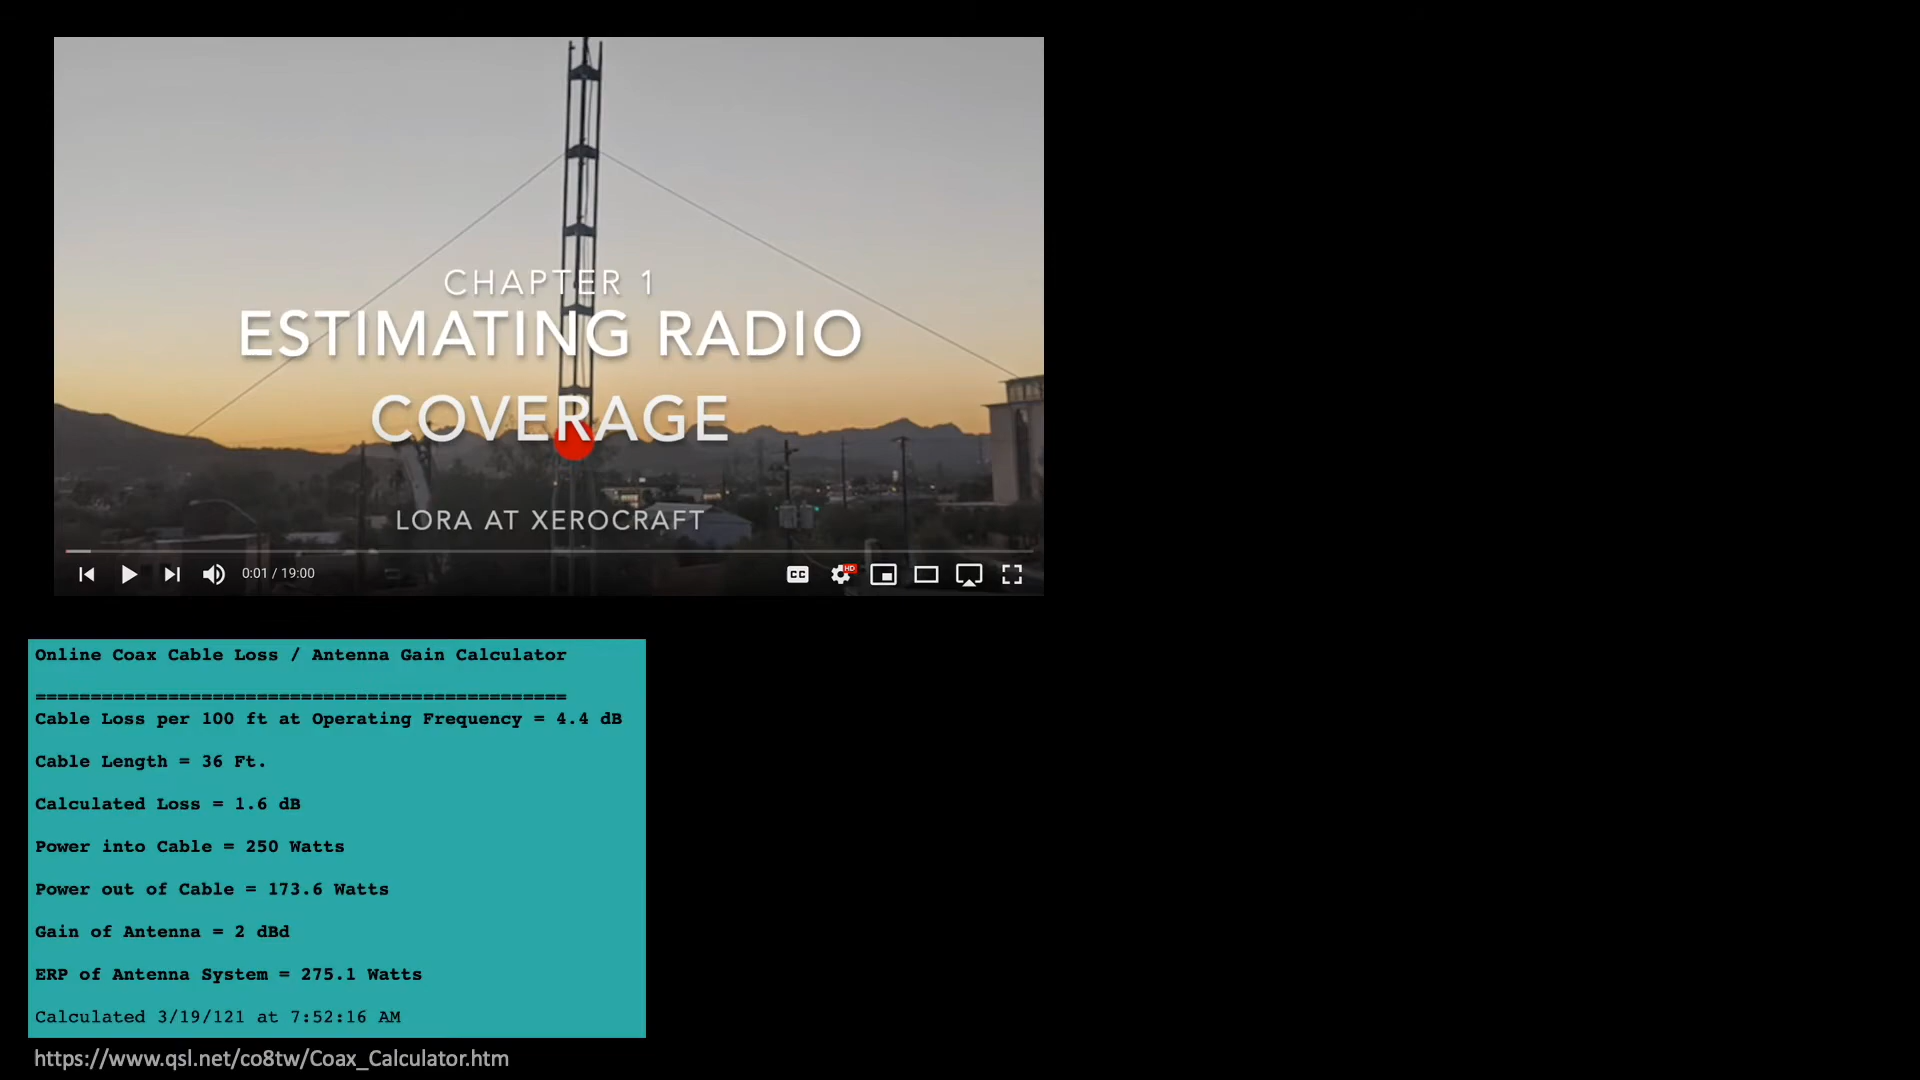 CHAPTER 1
ESTIMATING RADIO
COVERAGE
LORA AT XEROCRAFT
0:01 / 19:00
CC
HD
Online Coax Cable Loss / Antenna Gain Calculator
================================================
Cable Loss per 100 ft at Operating Frequency = 4.4 dB
Cable Length = 36 Ft.
Calculated Loss = 1.6 dB
Power into Cable = 250 Watts
Power out of Cable = 173.6 Watts
Gain of Antenna = 2 dBd
ERP of Antenna System = 275.1 Watts
Calculated 3/19/121 at 7:52:16 AM
https://www.qsl.net/co8tw/Coax_Calculator.htm